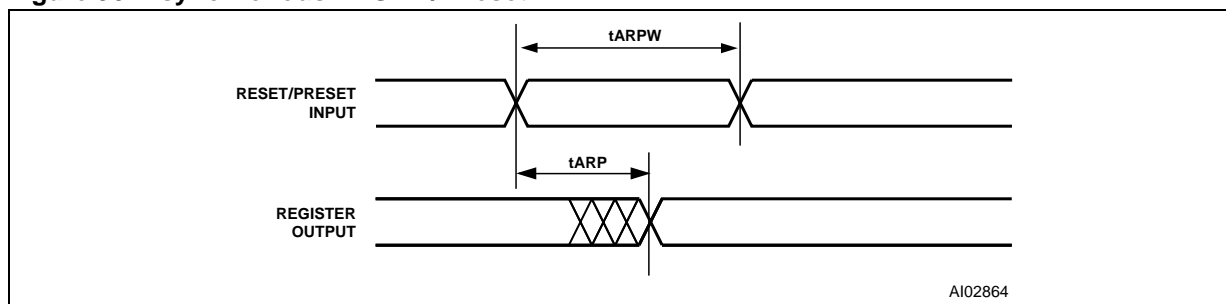 tARPW
RESET/PRESET
INPUT
tARP
REGISTER
OUTPUT
AI02864